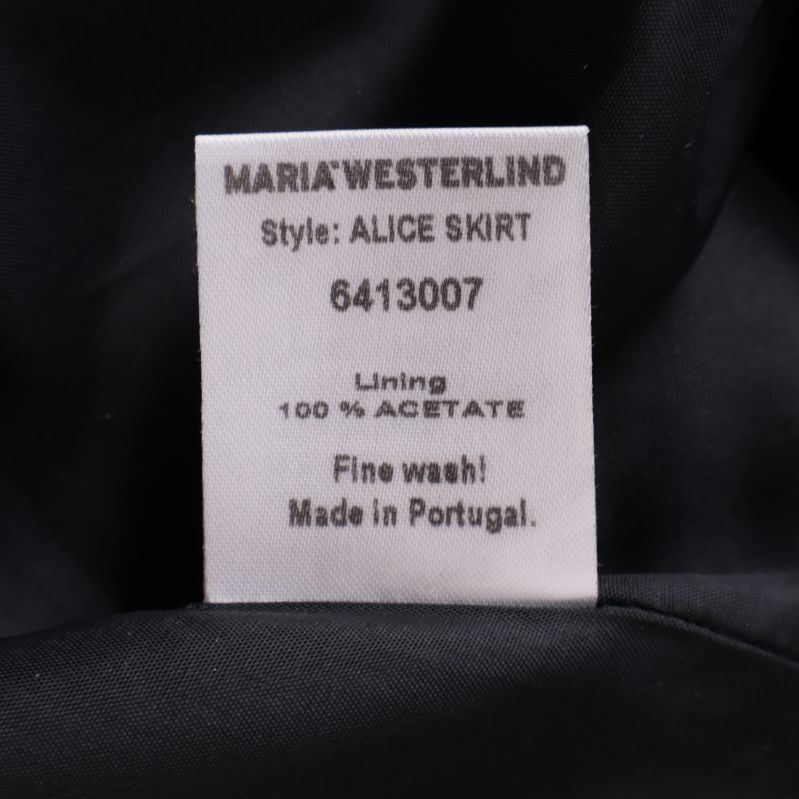 MARIA*WESTERLIND
Style: ALICE SKIRT
6413007
Lining
100 % ACETATE
Fine wash!
Made in Portugal.